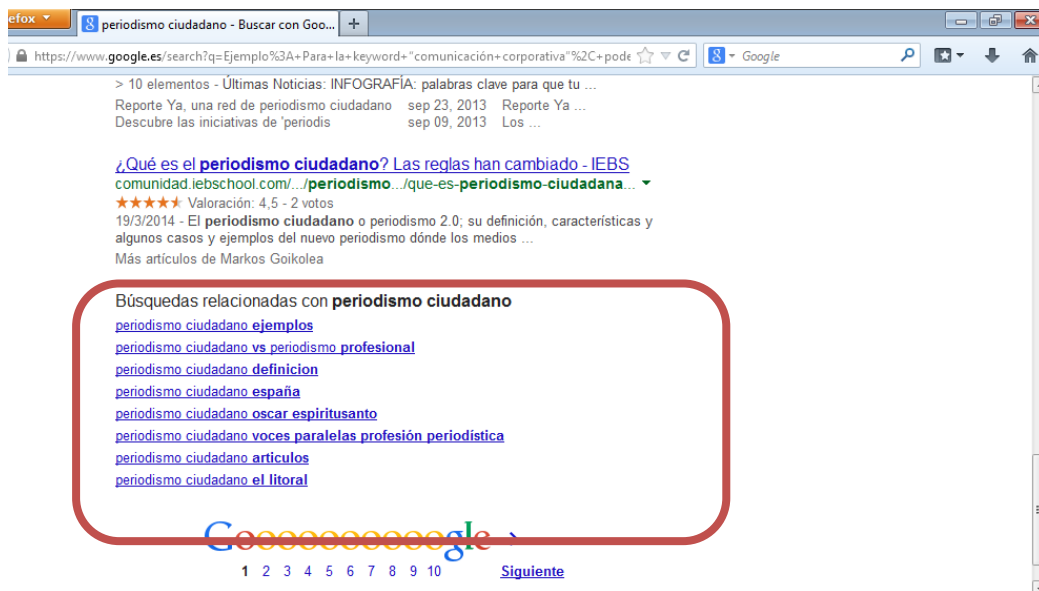 efox
periodismo ciudadano - Buscar con Goo...
https://www.google.es/search?q=Ejemplo%3A+Para+la+keyword+"comunicación+corporativa"%2C+pode
Google
> 10 elementos - Últimas Noticias: INFOGRAFÍA: palabras clave para que tu ...
Reporte Ya, una red de periodismo ciudadano sep 23, 2013 Reporte Ya ...
Descubre las iniciativas de 'periodis sep 09, 2013 Los ...
¿Qué es el periodismo ciudadano? Las reglas han cambiado - IEBS
comunidad.iebschool.com/.../periodismo.../que-es-periodismo-ciudadana...
Valoración: 4,5 - 2 votos
19/3/2014 - El periodismo ciudadano o periodismo 2.0; su definición, características y
algunos casos y ejemplos del nuevo periodismo dónde los medios ...
Más artículos de Markos Goikolea
Búsquedas relacionadas con periodismo ciudadano
periodismo ciudadano ejemplos
periodismo ciudadano vs periodismo profesional
periodismo ciudadano definicion
periodismo ciudadano españa
periodismo ciudadano oscar espiritusanto
periodismo ciudadano voces paralelas profesión periodística
periodismo ciudadano articulos
periodismo ciudadano el litoral
Goooooooooogle >
1 2 3 4 5 6 7 8 9 10 Siguiente